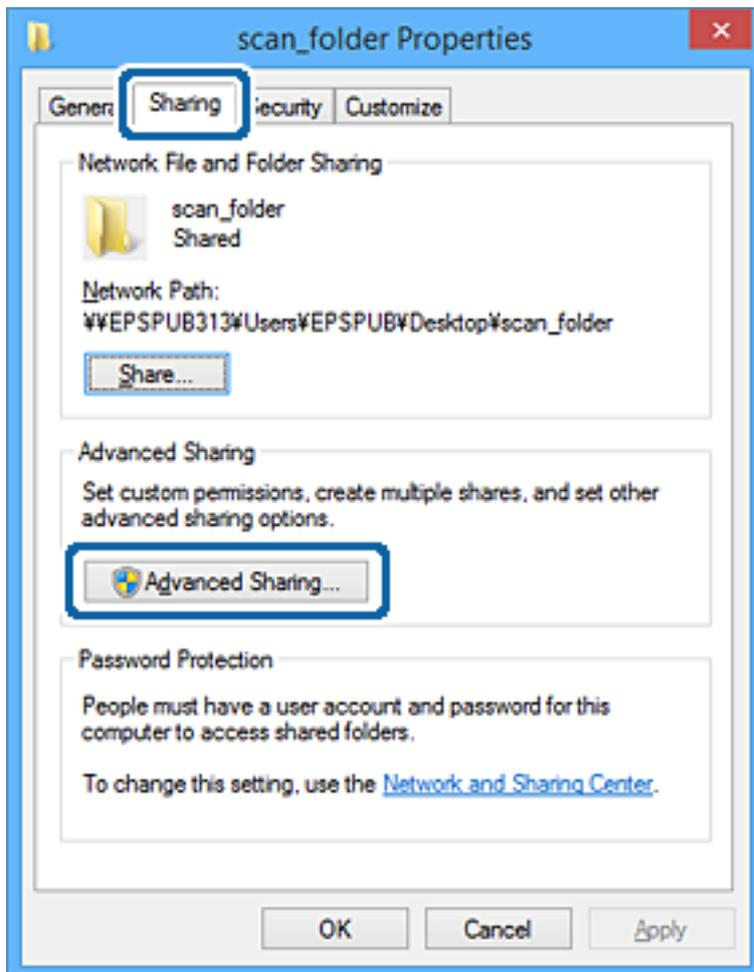 scan_folder Properties
General Sharing Security Customize
Network File and Folder Sharing
scan_folder
Shared
Network Path:
¥¥EPSPUB313¥Users¥EPSPUB¥Desktop¥scan_folder
Share...
Advanced Sharing
Set custom permissions, create multiple shares, and set other
advanced sharing options.
Advanced Sharing...
Password Protection
People must have a user account and password for this
computer to access shared folders.
To change this setting, use the Network and Sharing Center.
OK Cancel Apply